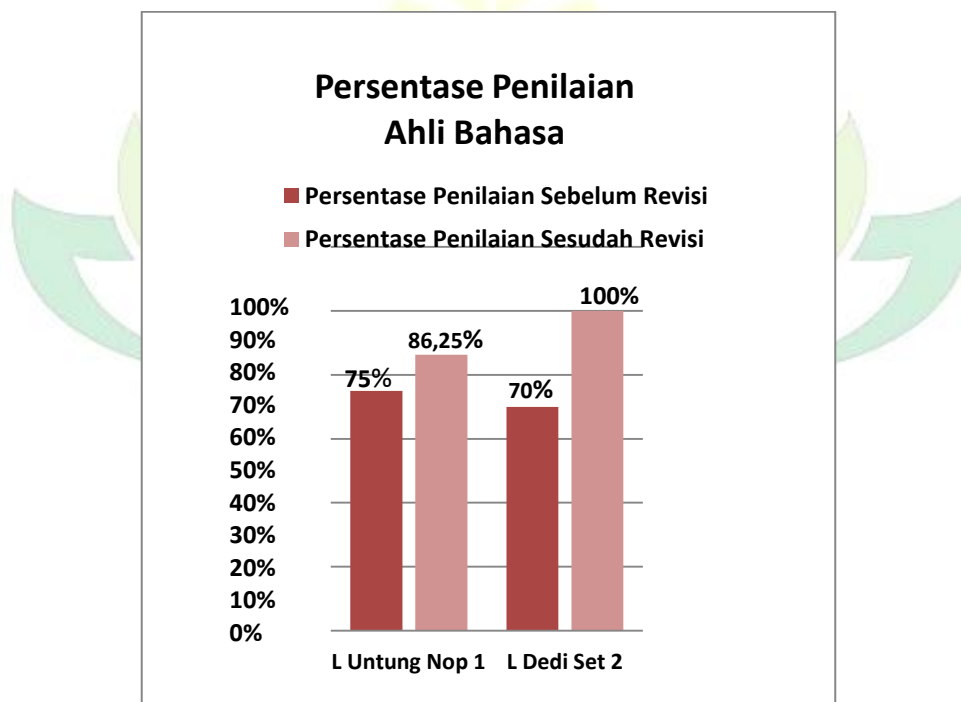 Persentase Penilaian
Ahli Bahasa
Persentase Penilaian Sebelum Revisi
Persentase Penilaian Sesudah Revisi
100%
90%
80%
70%
60%
50%
40%
30%
20%
10%
0%
75%
86,25%
70%
100%
L Untung Nop 1
L Dedi Set 2